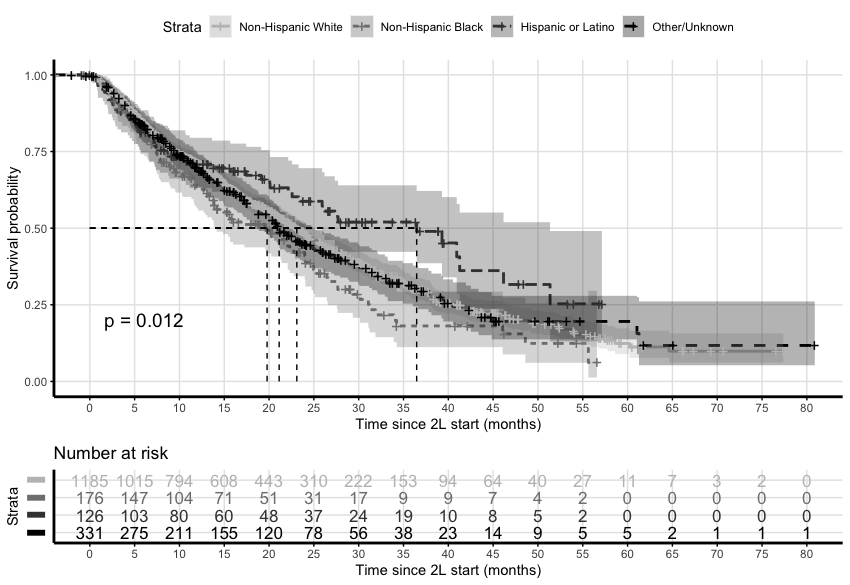 Strata Non-Hispanic White Non-Hispanic Black Hispanic or Latino Other/Unknown
1.00
0.75
0.50
0.25
0.00
Survival probability
p = 0.012
0 5 10 15 20 25 30 35 40 45 50 55 60 65 70 75 80
Time since 2L start (months)
Number at risk
Strata
1185 1015 794 608 443 310 222 153 94 64 40 27 11 7 3 2 0
176 147 104 71 51 31 17 9 9 7 4 2 0 0 0 0 0
126 103 80 60 48 37 24 19 10 8 5 2 0 0 0 0 0
331 275 211 155 120 78 56 38 23 14 9 5 5 2 1 1 1
0 5 10 15 20 25 30 35 40 45 50 55 60 65 70 75 80
Time since 2L start (months)